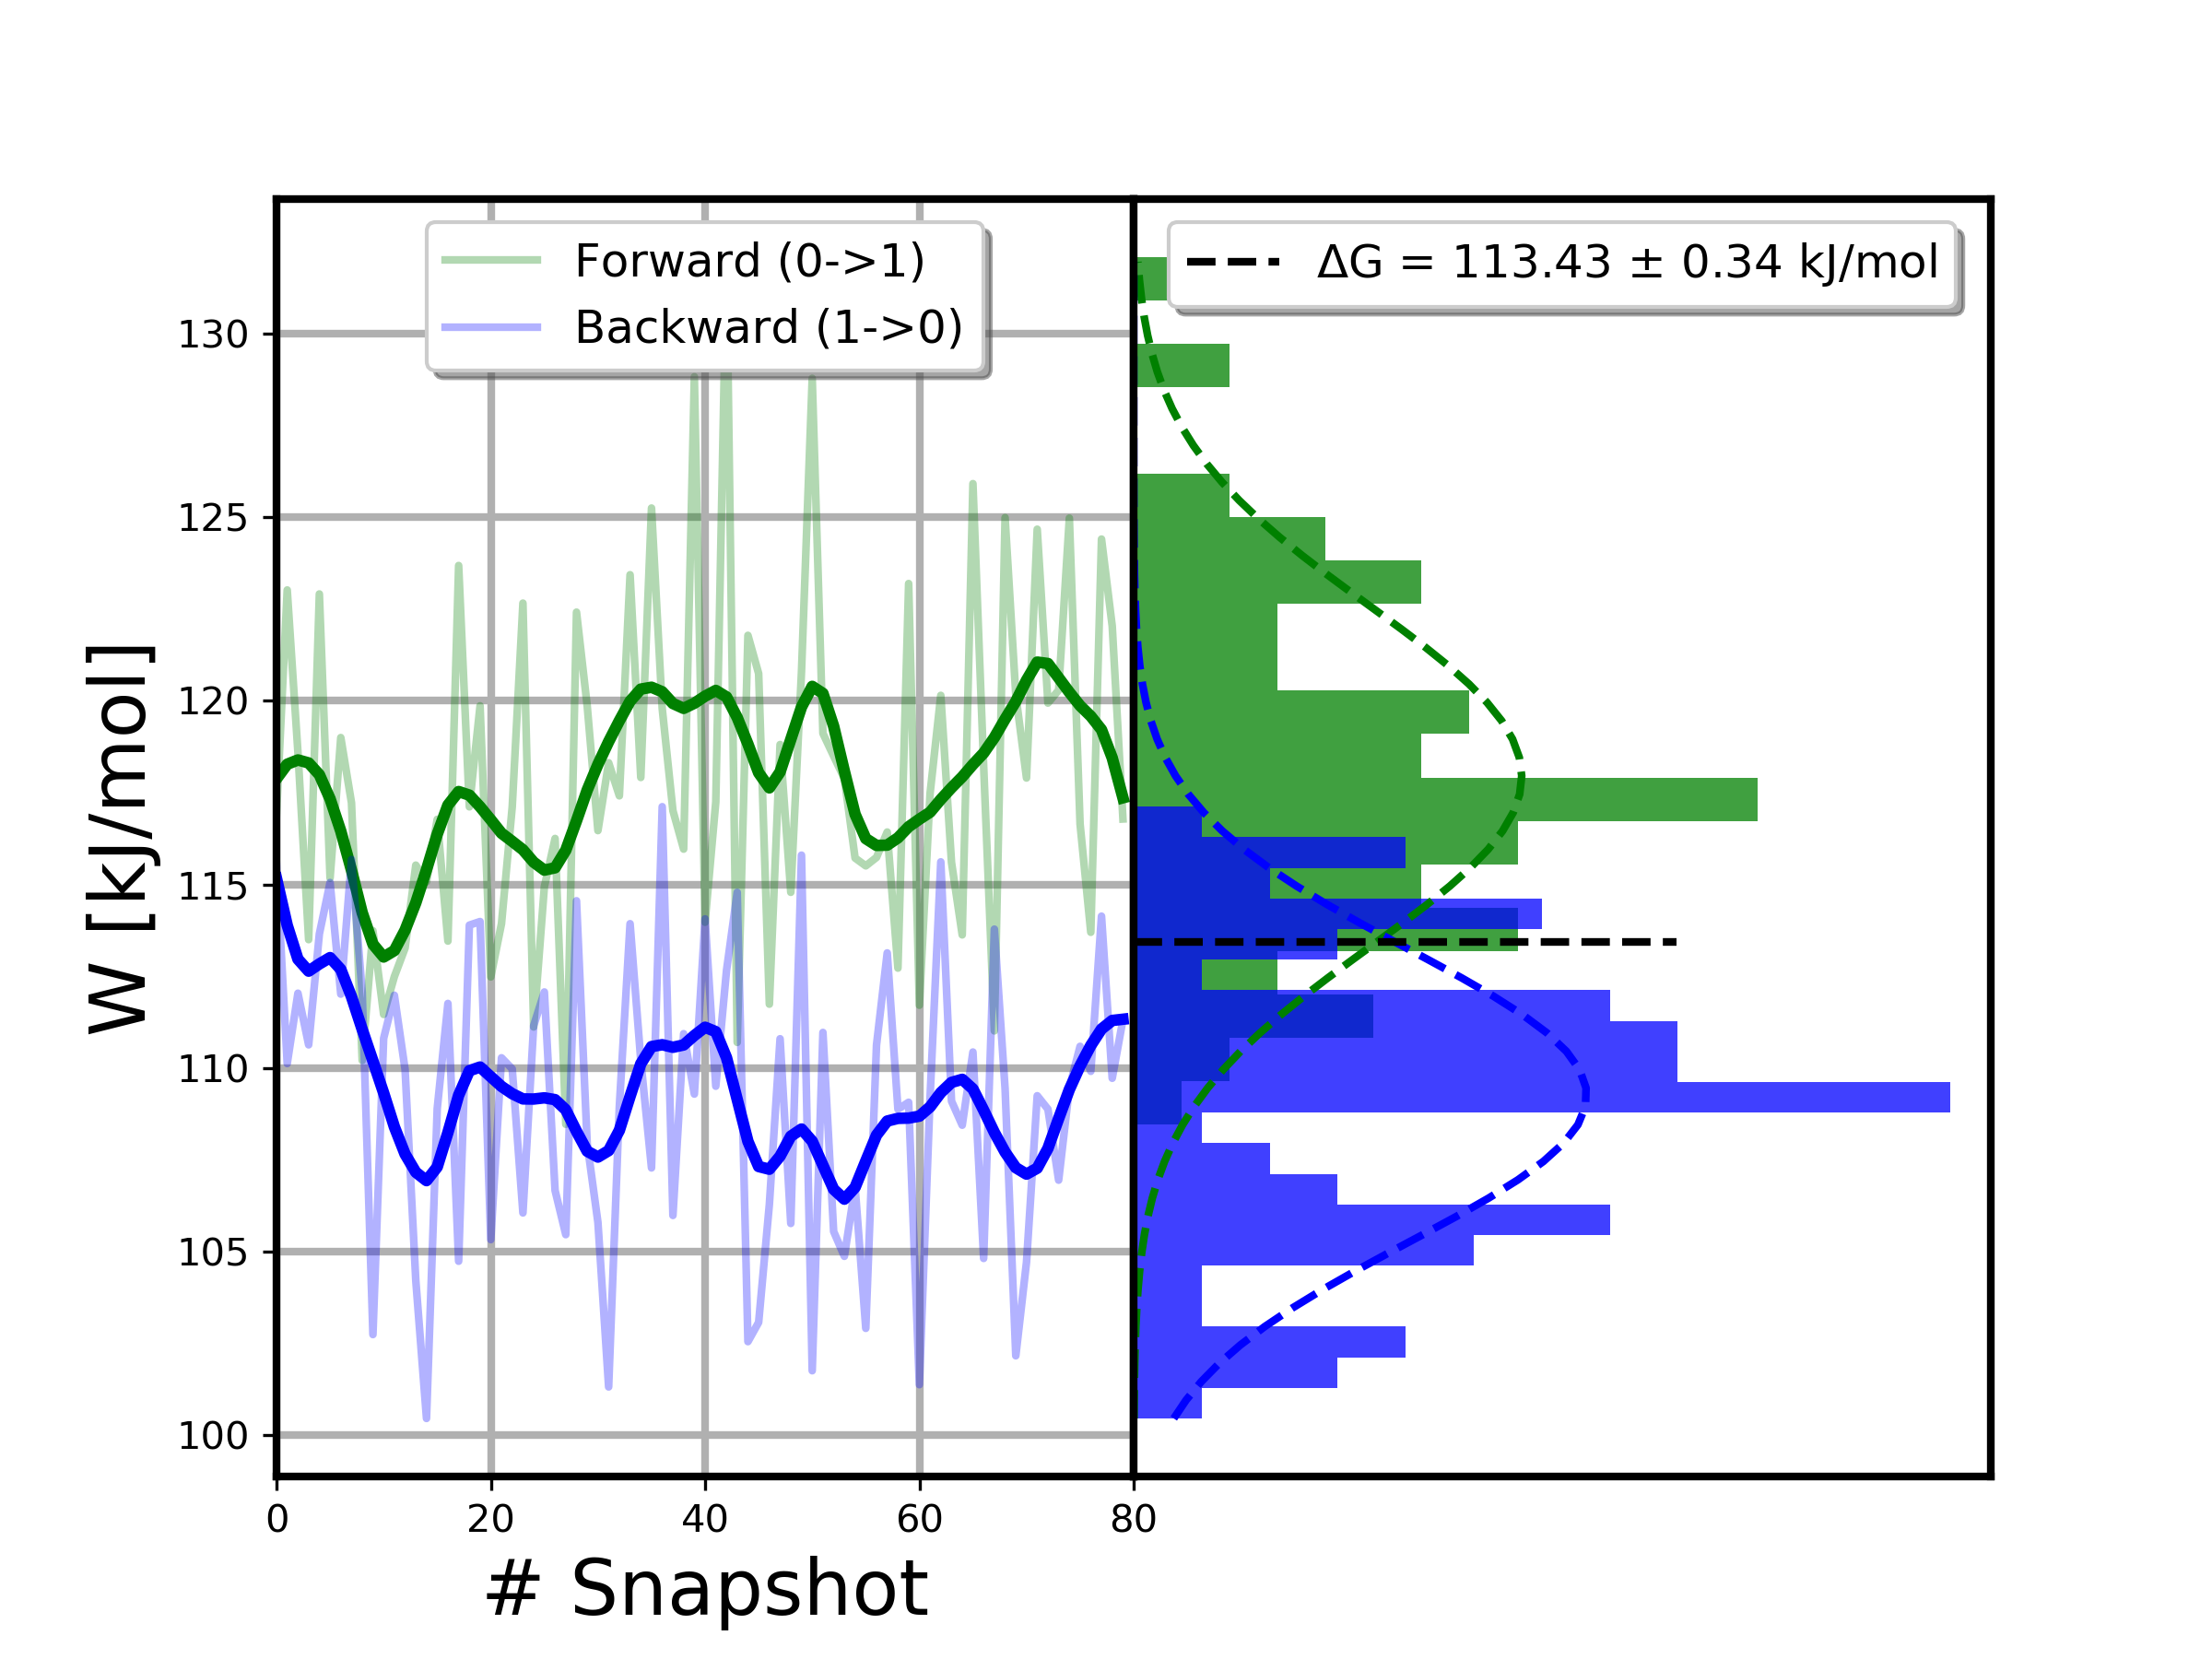 Forward (0->1)
Backward (1->0)
ΔG = 113.43 ± 0.34 kJ/mol
130
125
120
115
110
105
100
W [kJ/mol]
0 20 40 60 80
# Snapshot